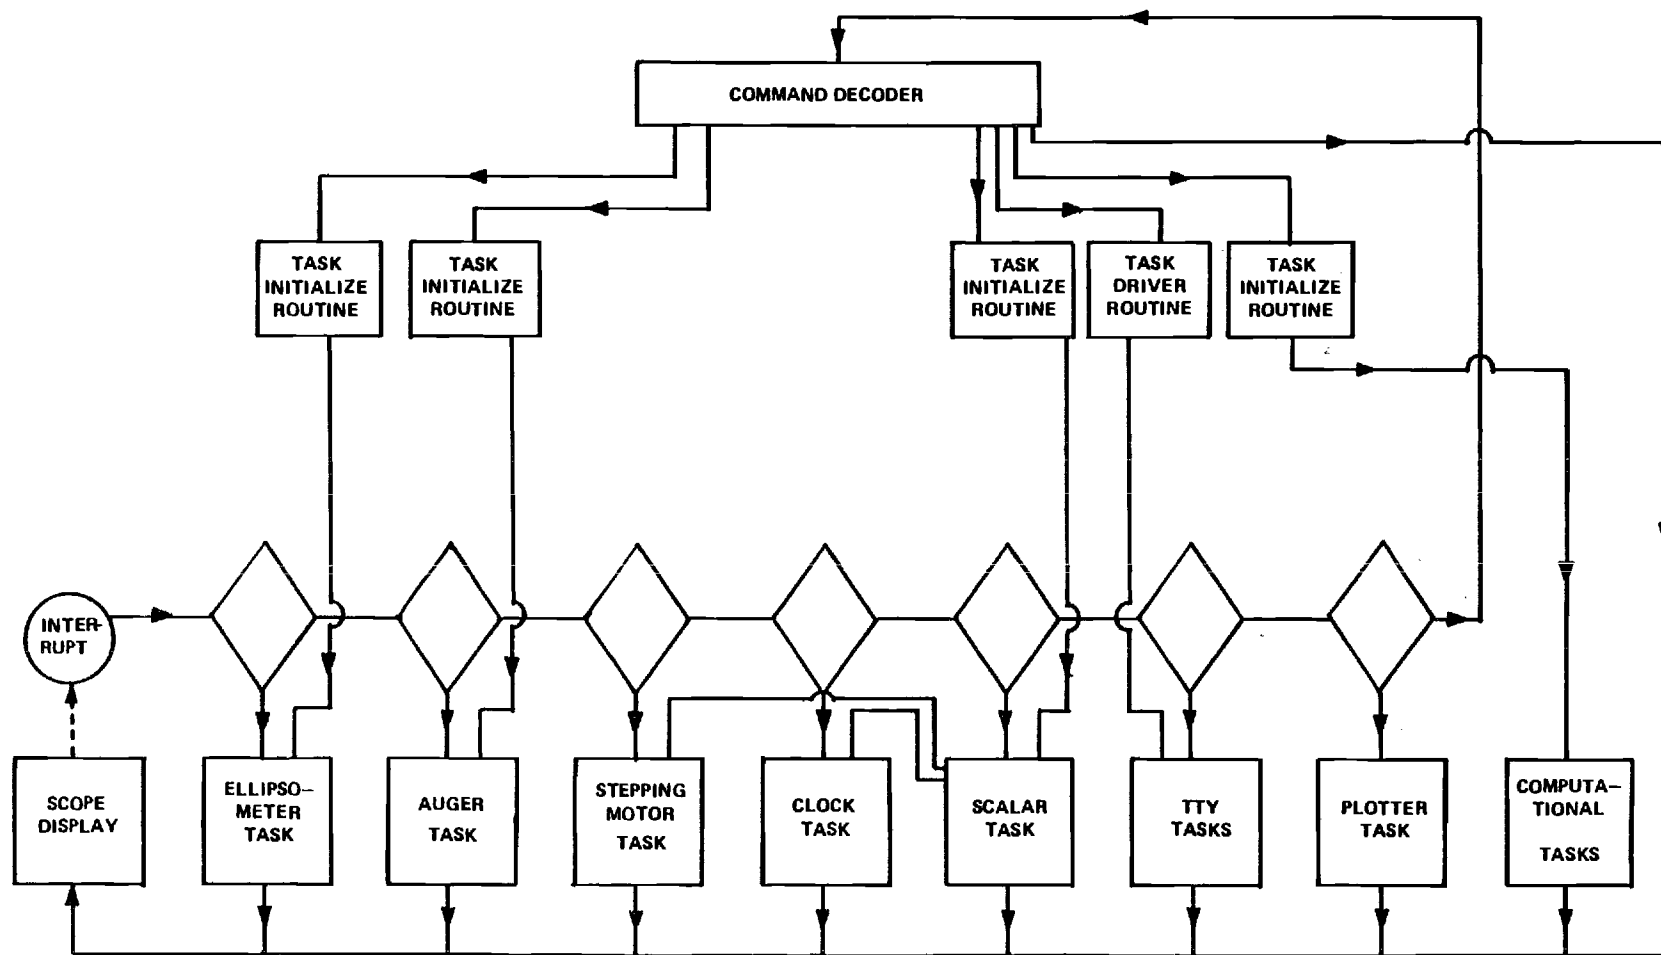 COMMAND DECODER
TASK
INITIALIZE
ROUTINE
TASK
INITIALIZE
ROUTINE
TASK
INITIALIZE
ROUTINE
TASK
DRIVER
ROUTINE
TASK
INITIALIZE
ROUTINE
INTER-
RUPT
SCOPE
DISPLAY
ELLIPSO-
METER
TASK
AUGER
TASK
STEPPING
MOTOR
TASK
CLOCK
TASK
SCALAR
TASK
TTY
TASKS
PLOTTER
TASK
COMPUTA-
TIONAL
TASKS